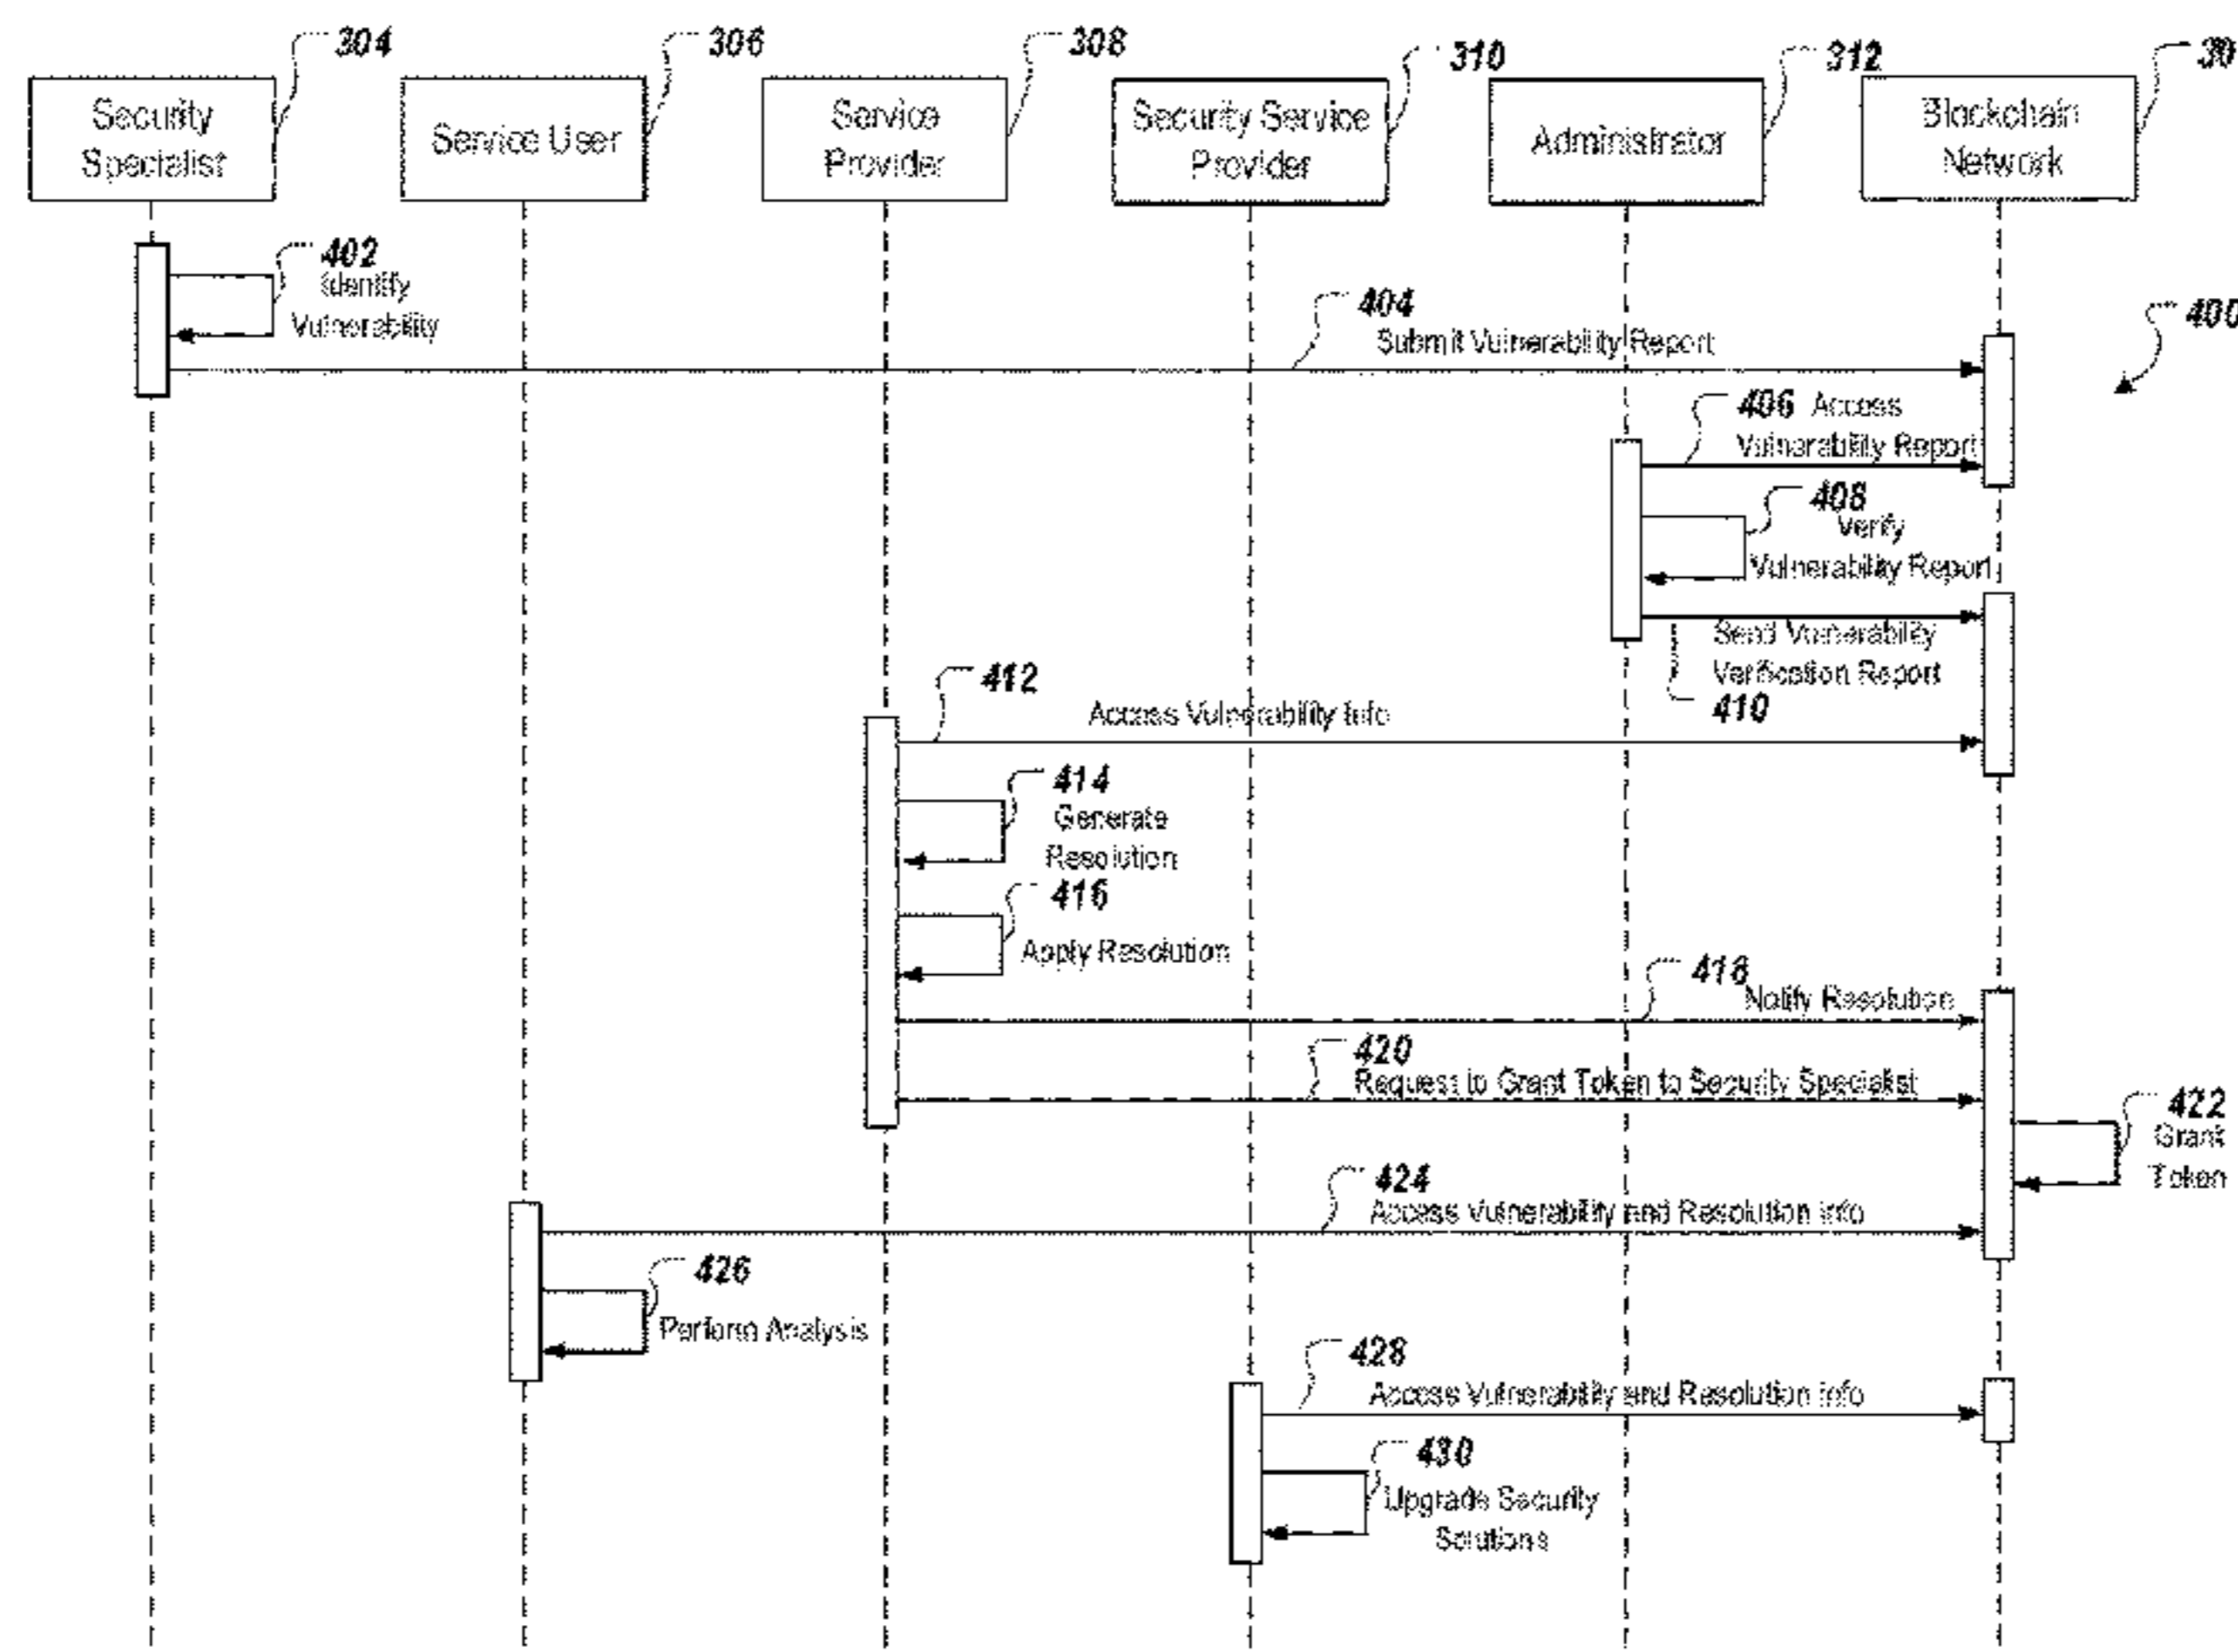 304
306
308
310
312
30
Security
Specialist
Service User
Service
Provider
Security Service
Provider
Administrator
Blockchain
Network
402
Identify
Vulnerability
404
Submit Vulnerability Report
400
406 Access
Vulnerability Report
408
Verify
Vulnerability Report
Send Vulnerability
Verification Report
410
412
Access Vulnerability Info
414
Generate
Resolution
416
Apply Resolution
418
Notify Resolution
420
Request to Grant Token to Security Specialist
422
Grant
Token
424
Access Vulnerability and Resolution info
426
Perform Analysis
428
Access Vulnerability and Resolution info
430
Upgrade Security
Solutions